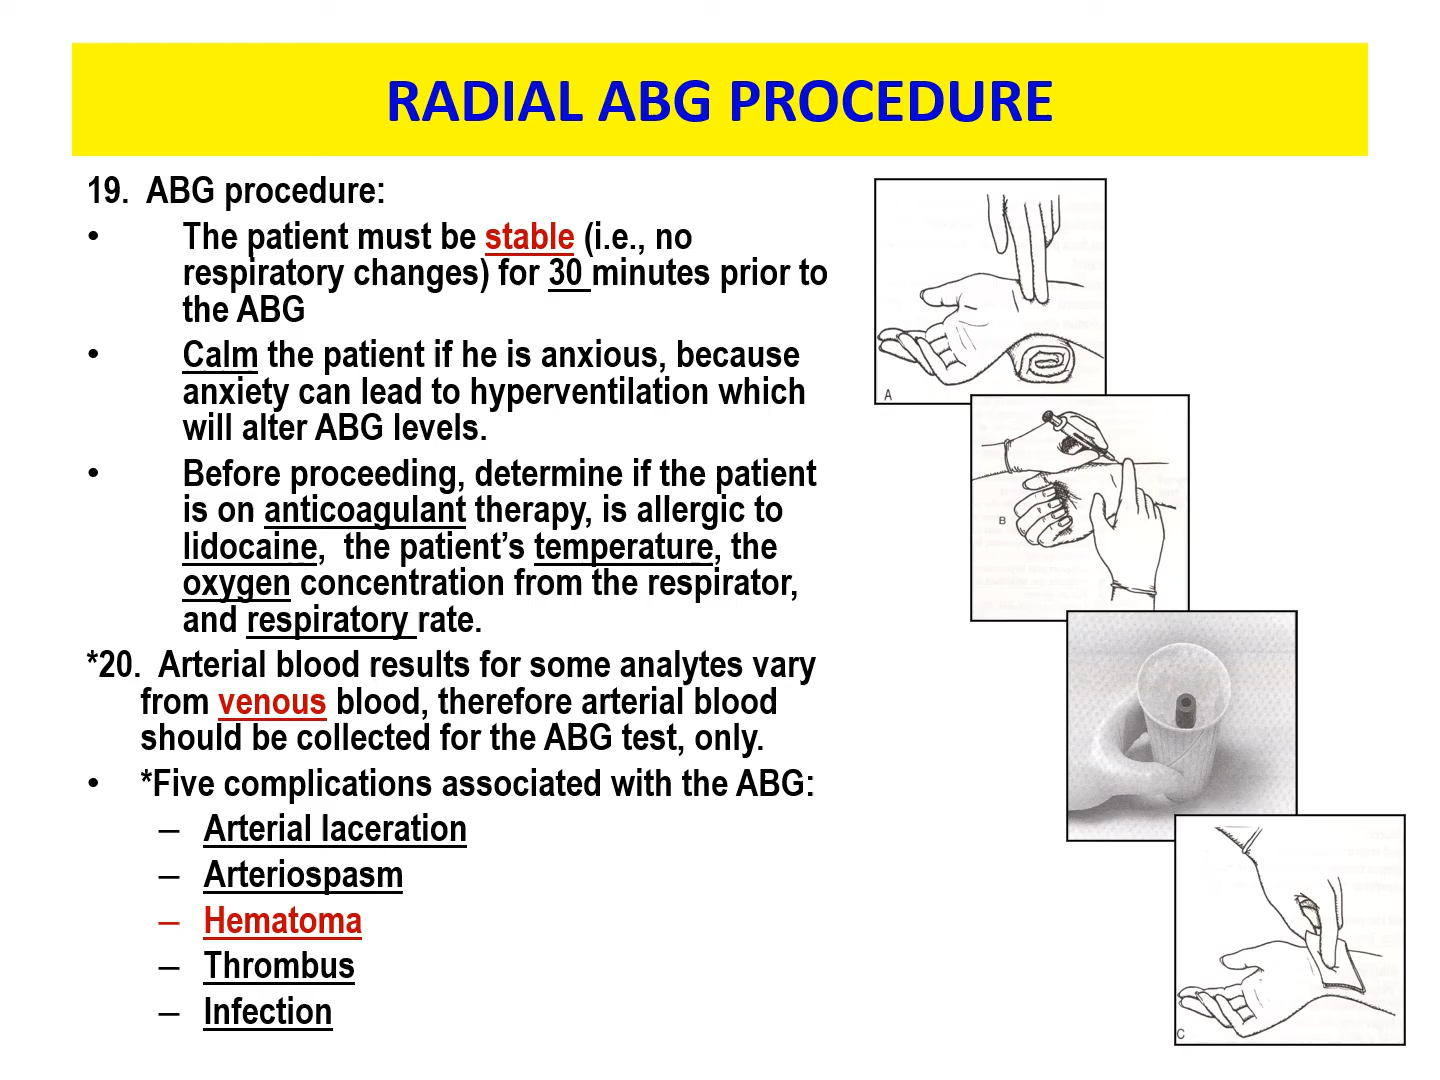 RADIAL ABG PROCEDURE
19. ABG procedure:
• The patient must be stable (i.e., no
respiratory changes) for 30 minutes prior to
the ABG
• Calm the patient if he is anxious, because
anxiety can lead to hyperventilation which
will alter ABG levels.
• Before proceeding, determine if the patient
is on anticoagulant therapy, is allergic to
lidocaine, the patient’s temperature, the
oxygen concentration from the respirator,
and respiratory rate.
*20. Arterial blood results for some analytes vary
from venous blood, therefore arterial blood
should be collected for the ABG test, only.
• *Five complications associated with the ABG:
– Arterial laceration
– Arteriospasm
– Hematoma
– Thrombus
– Infection
A
B
C